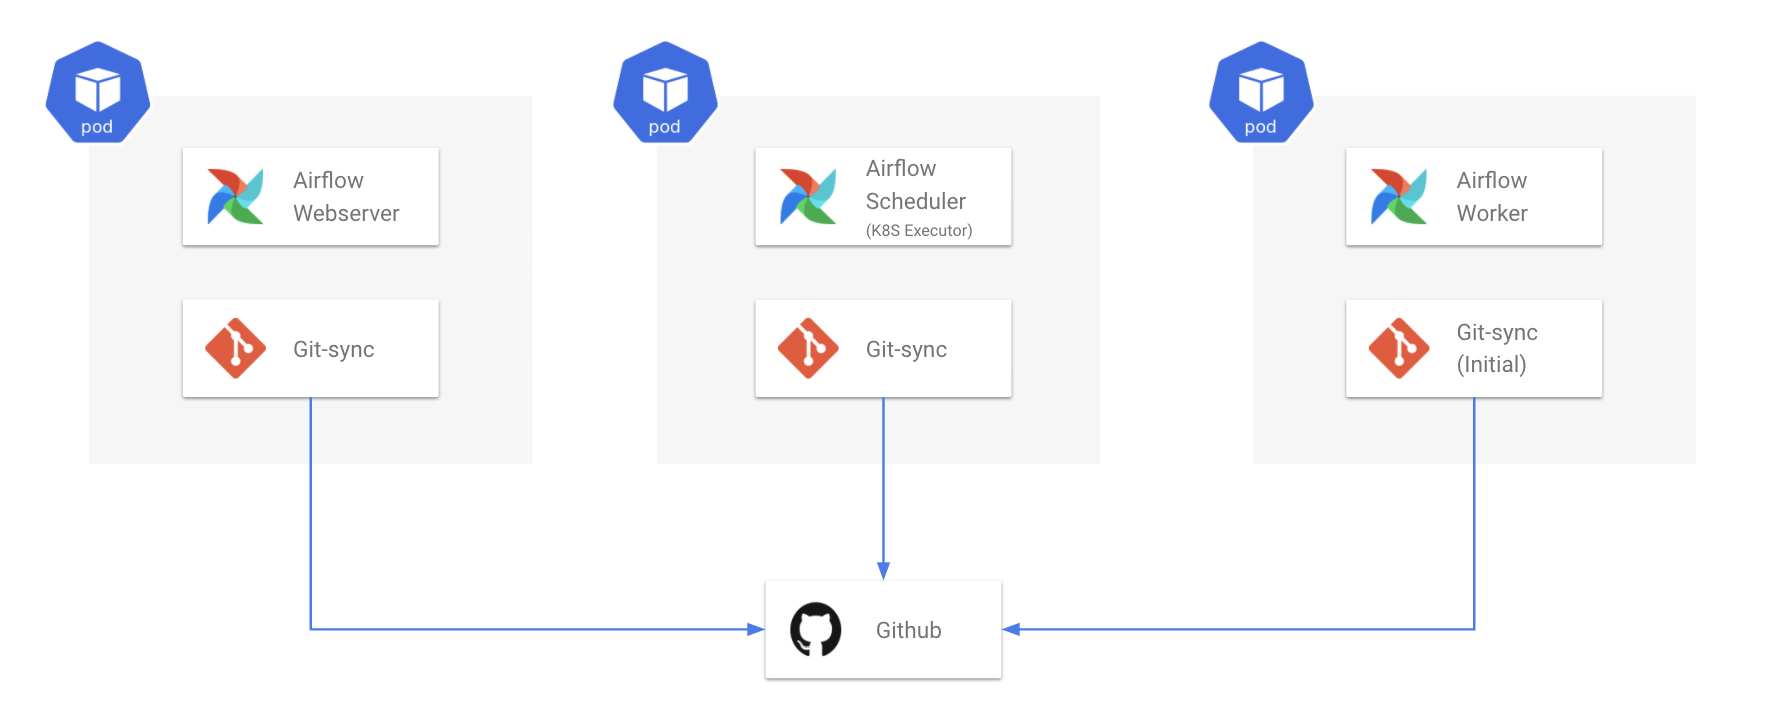 pod
Airflow
Webserver
Git-sync
pod
Airflow
Scheduler
(K8S Executor)
Git-sync
pod
Airflow
Worker
Git-sync
(Initial)
Github